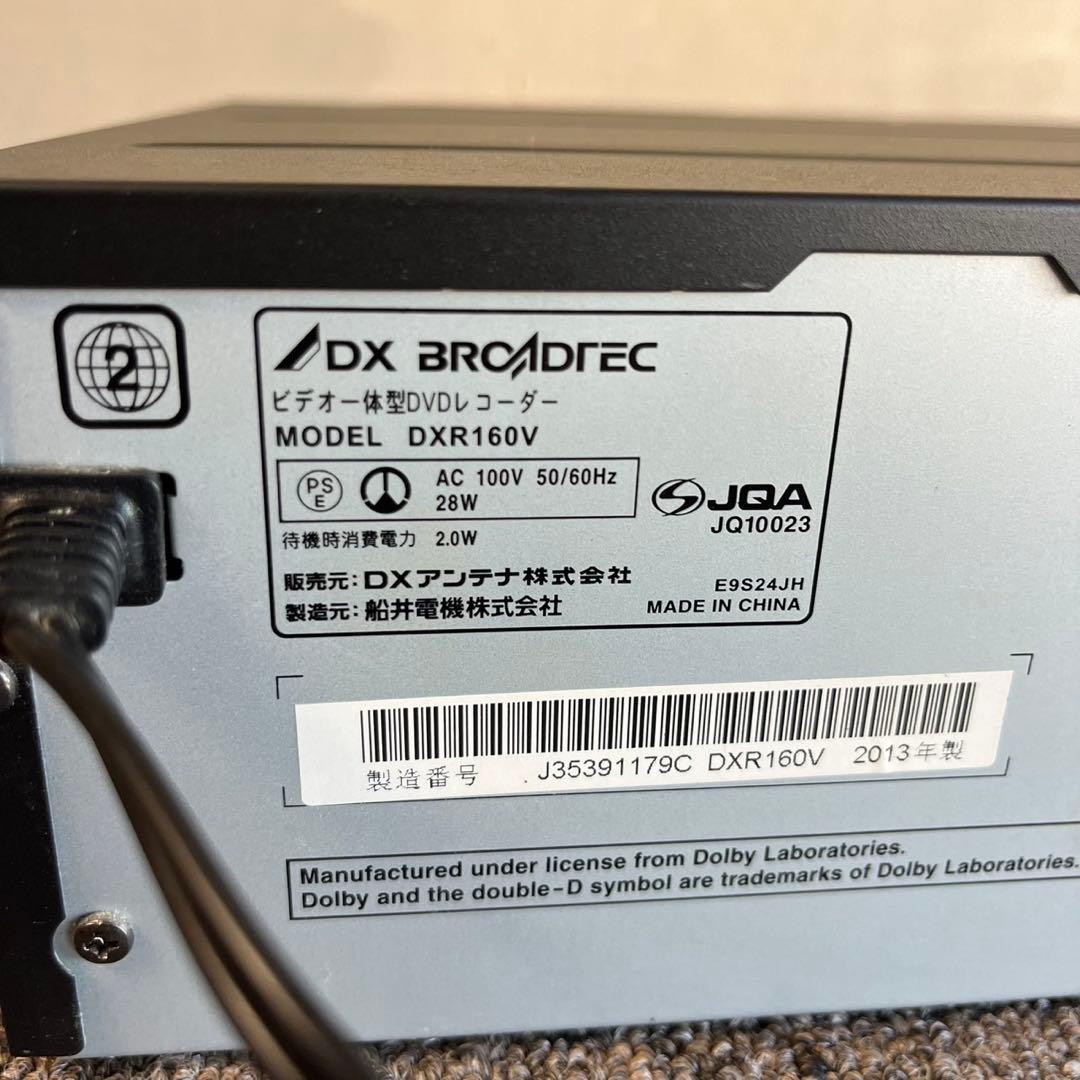 2
DX BROADTEC
ビデオ一体型DVDレコーダー
MODEL DXR160V
PS
E
AC 100V 50/60Hz
28W
JQA
JQ10023
待機時消費電力 2.0W
販売元:DXアンテナ株式会社
E9S24JH
製造元:船井電機株式会社
MADE IN CHINA
製造番号 J35391179C DXR160V 2013年製
Manufactured under license from Dolby Laboratories.
Dolby and the double-D symbol are trademarks of Dolby Laboratories.